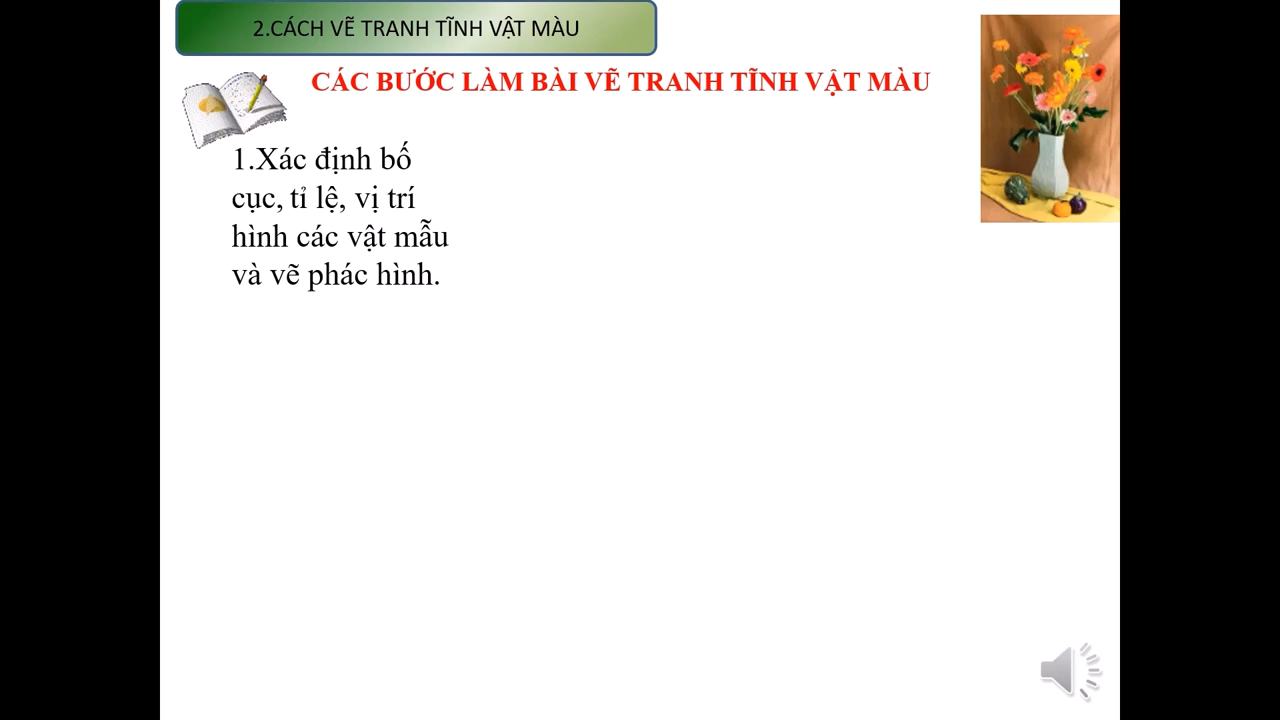 2.CÁCH VẼ TRANH TĨNH VẬT MÀU
CÁC BƯỚC LÀM BÀI VẼ TRANH TĨNH VẬT MÀU
1.Xác định bố
cục, tỉ lệ, vị trí
hình các vật mẫu
và vẽ phác hình.